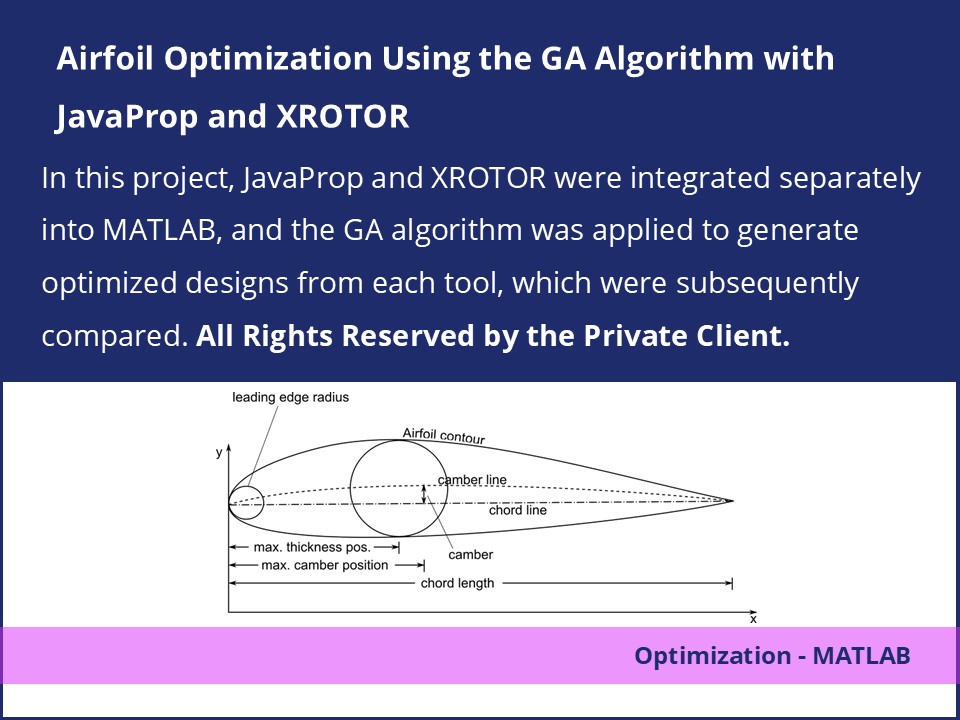 Airfoil Optimization Using the GA Algorithm with
JavaProp and XROTOR
In this project, JavaProp and XROTOR were integrated separately
into MATLAB, and the GA algorithm was applied to generate
optimized designs from each tool, which were subsequently
compared. All Rights Reserved by the Private Client.
leading edge radius
Airfoil contour
y
camber line
chord line
max. thickness pos.
camber
max. camber position
chord length
x
Optimization - MATLAB